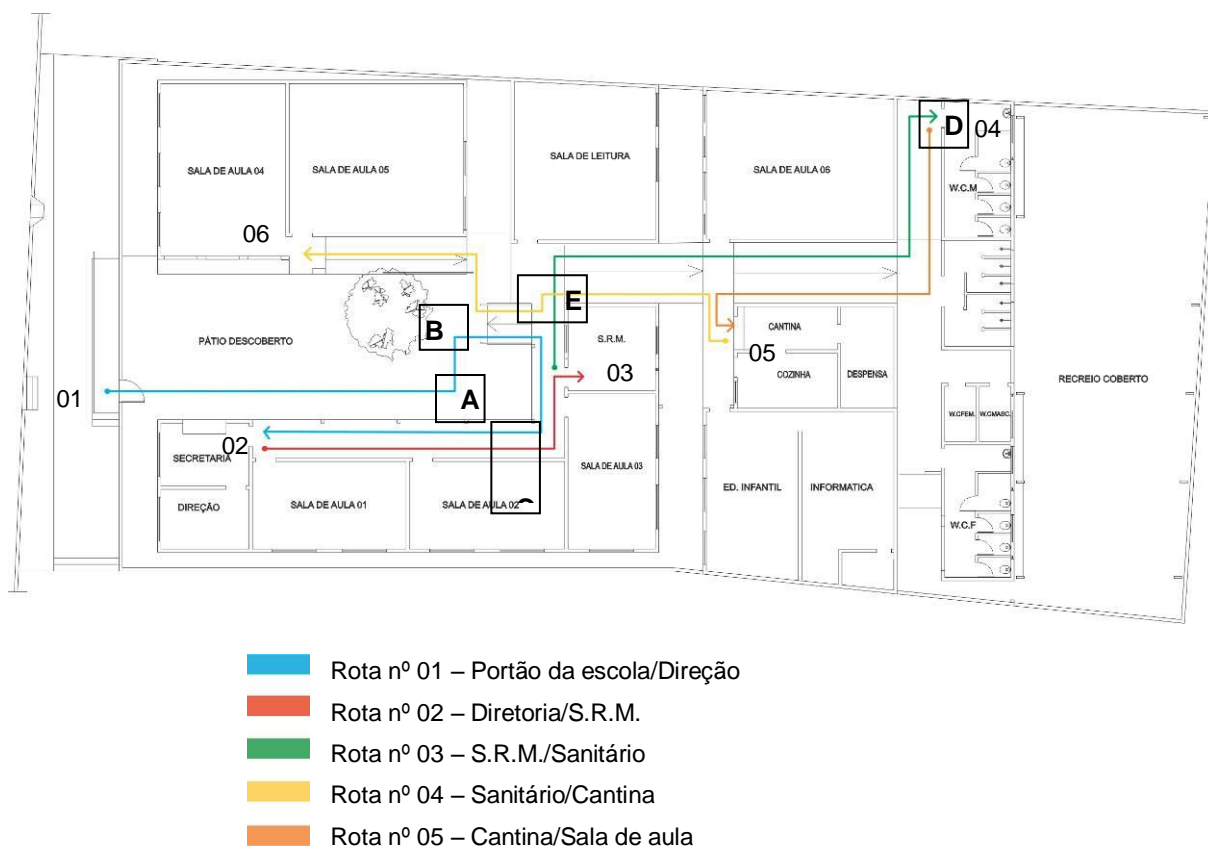 D
04
SALA DE LEITURA
SALA DE AULA 04
SALA DE AULA 05
SALA DE AULA 06
W.C.M
06
E
B
CANTINA
PÁTIO DESCOBERTO
S.R.M.
05
03
COZINHA
DESPENSA
RECREIO COBERTO
01
A
W.CFEM.
W.CMASC.
02
SECRETARIA
SALA DE AULA 03
ED. INFANTIL
INFORMATICA
DIREÇÃO
SALA DE AULA 01
SALA DE AULA 02
W.C.F
Rota nº 01 – Portão da escola/Direção
Rota nº 02 – Diretoria/S.R.M.
Rota nº 03 – S.R.M./Sanitário
Rota nº 04 – Sanitário/Cantina
Rota nº 05 – Cantina/Sala de aula